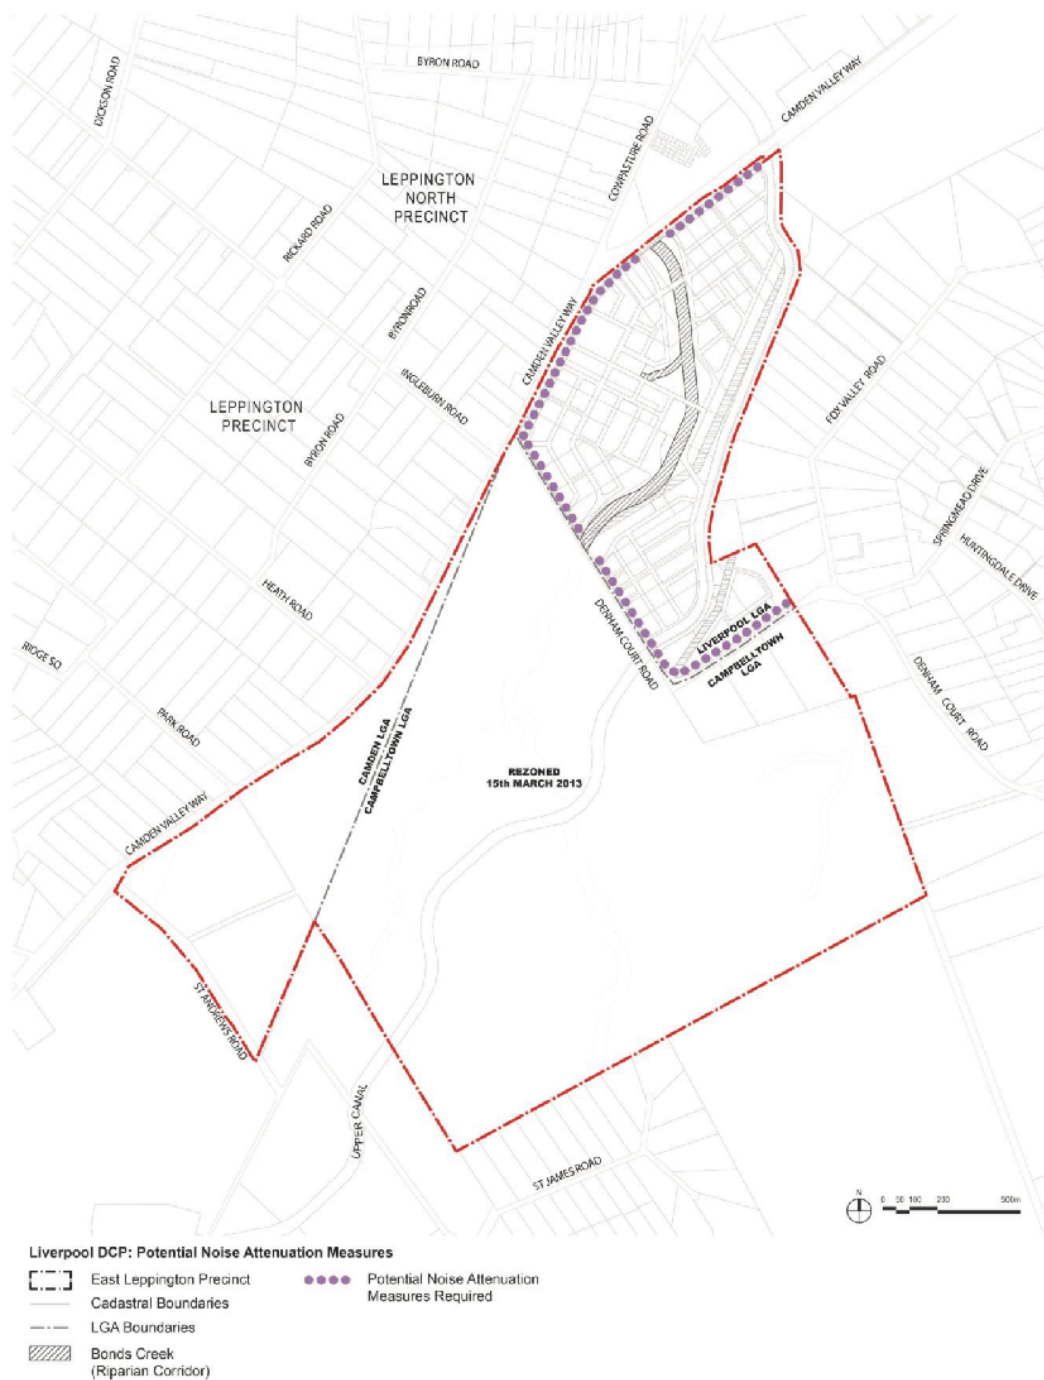 BYRON ROAD
DICKSON ROAD
CAMDEN VALLEY WAY
COWPASTURE ROAD
LEPPINGTON
NORTH
PRECINCT
RICKARD ROAD
BYRONROAD
CAMDEN VALLEY WAY
INGLEBURN ROAD
LEPPINGTON
PRECINCT
BYRON ROAD
FOX VALLEY ROAD
SPRINGMEAD DRIVE
HUNTINGDALE DRIVE
HEATH ROAD
DENHAM COURT ROAD
LIVERPOOL LGA
CAMPBELLTOWN
LGA
RIDGE SQ
DENHAM COURT ROAD
PARK ROAD
CAMDEN LGA
CAMPBELLTOWN LGA
REZONED
15th MARCH 2013
CAMDEN VALLEY WAY
ST ANDREWS ROAD
UPPER CANAL
ST JAMES ROAD
N
0 50 100 200 500m
Liverpool DCP: Potential Noise Attenuation Measures
East Leppington Precinct
Cadastral Boundaries
LGA Boundaries
Bonds Creek
(Riparian Corridor)
Potential Noise Attenuation
Measures Required